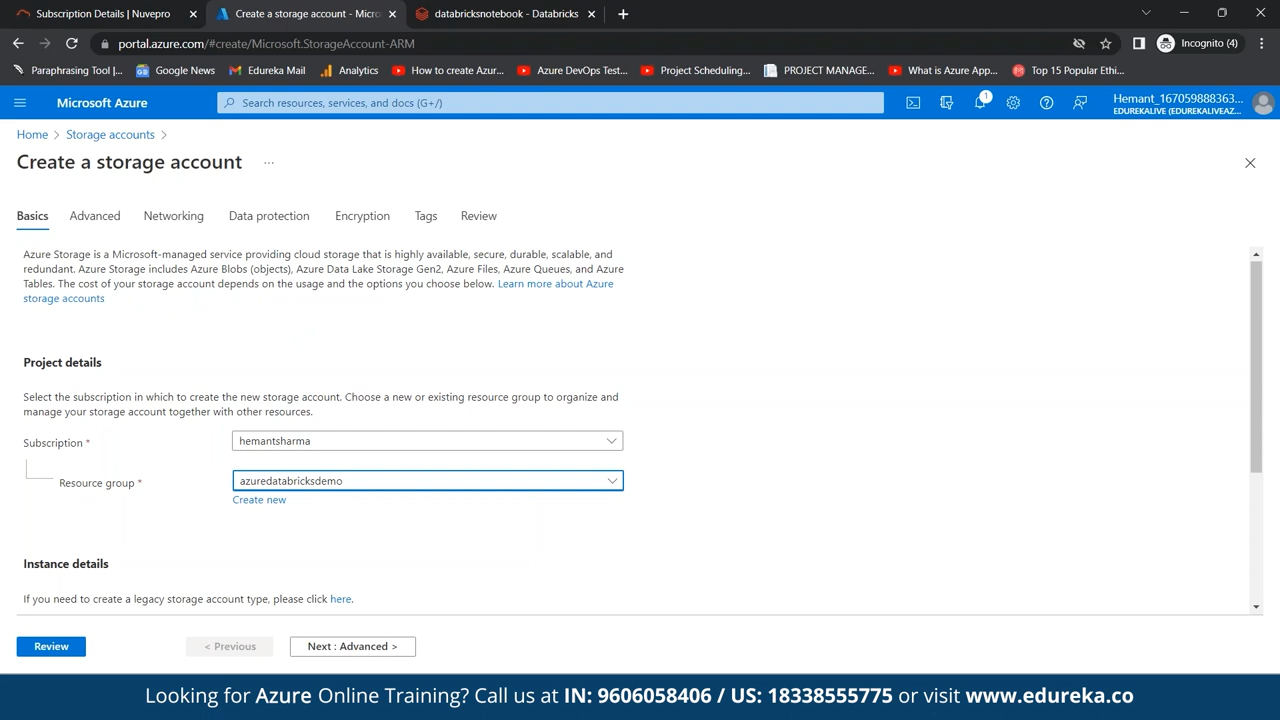 Subscription Details | Nuvepro
Create a storage account - Micro
databricksnotebook - Databricks
portal.azure.com/#create/Microsoft.StorageAccount-ARM
Incognito (4)
Paraphrasing Tool |...
Google News
Edureka Mail
Analytics
How to create Azur...
Azure DevOps Test...
Project Scheduling...
PROJECT MANAGE...
What is Azure App...
Top 15 Popular Ethi...
Microsoft Azure
Search resources, services, and docs (G+/)
1
Hemant_167059888363...
EDUREKALIVE (EDUREKALIVEAZ...
Home > Storage accounts >
Create a storage account ...
Basics Advanced Networking Data protection Encryption Tags Review
Azure Storage is a Microsoft-managed service providing cloud storage that is highly available, secure, durable, scalable, and
redundant. Azure Storage includes Azure Blobs (objects), Azure Data Lake Storage Gen2, Azure Files, Azure Queues, and Azure
Tables. The cost of your storage account depends on the usage and the options you choose below. Learn more about Azure
storage accounts
Project details
Select the subscription in which to create the new storage account. Choose a new or existing resource group to organize and
manage your storage account together with other resources.
Subscription * hemantsharma
Resource group * azuredatabricksdemo
Create new
Instance details
If you need to create a legacy storage account type, please click here.
Review < Previous Next : Advanced >
Looking for Azure Online Training? Call us at IN: 9606058406 / US: 18338555775 or visit www.edureka.co